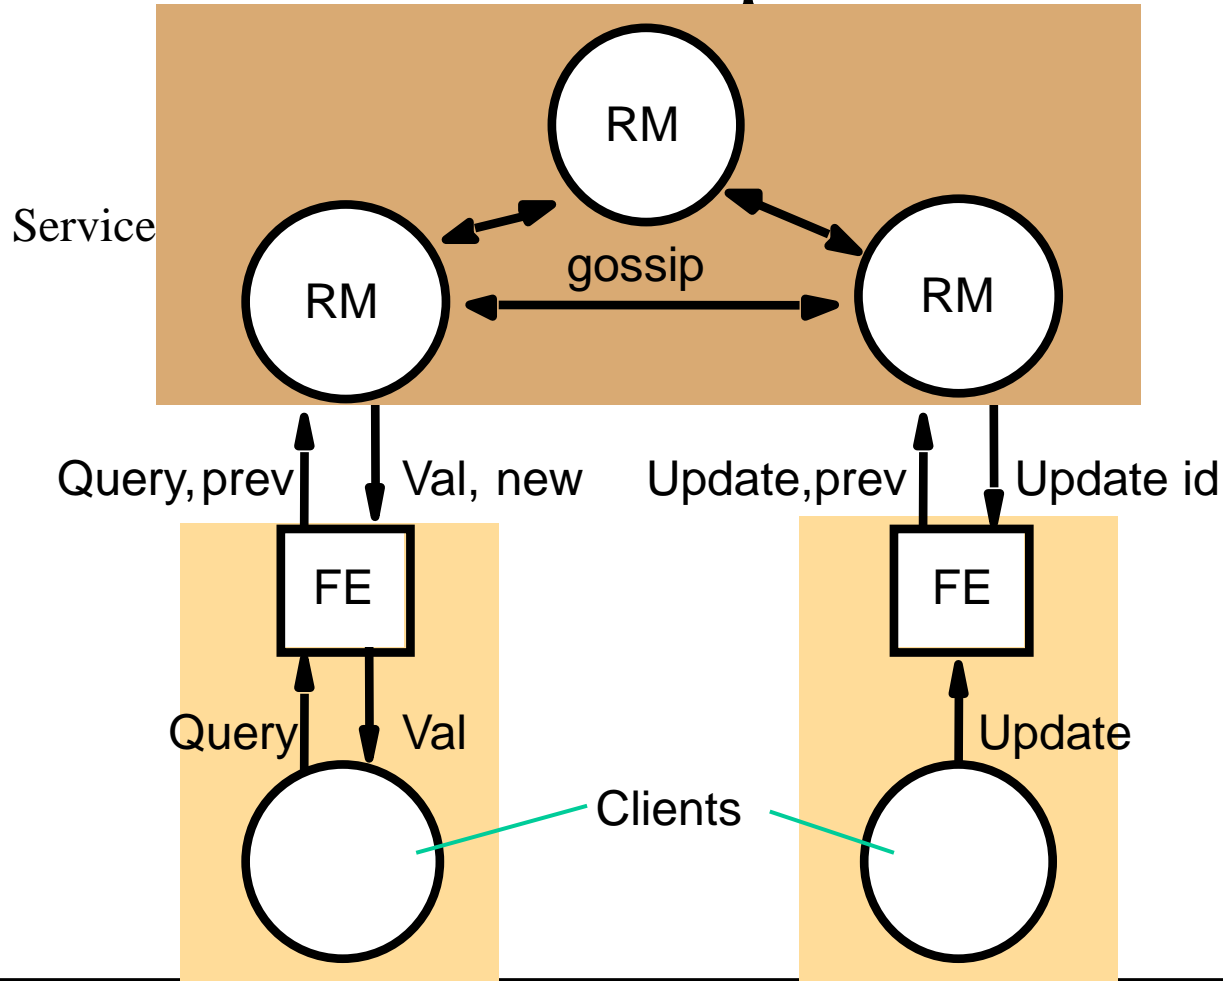 RM
Service
gossip
RM
RM
Query, prev
Val, new
Update,prev
Update id
FE
FE
Query
Val
Update
Clients